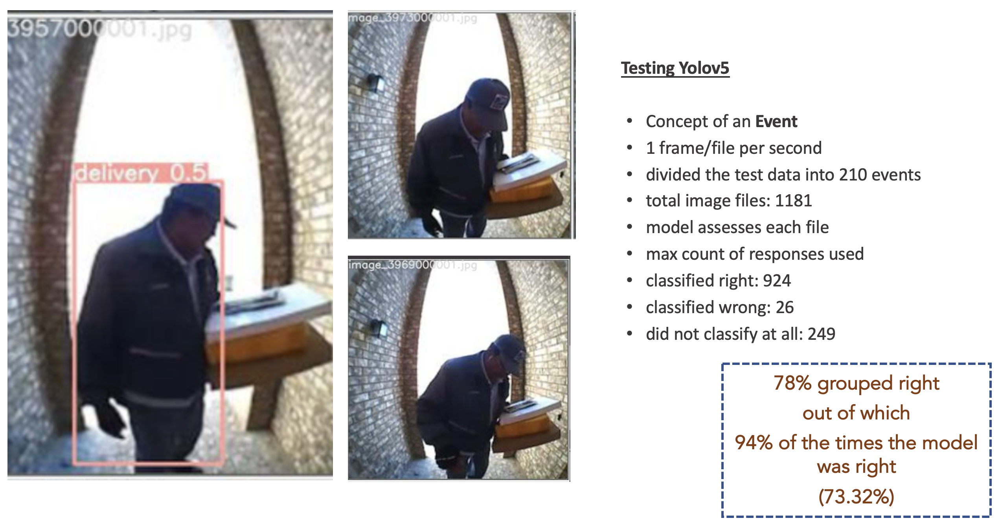 3957000001.jpg
delivery 0.5
mage_3973000001.jpg
image_3969000001.jpg
Testing Yolov5
• Concept of an Event
• 1 frame/file per second
• divided the test data into 210 events
• total image files: 1181
• model assesses each file
• max count of responses used
• classified right: 924
• classified wrong: 26
• did not classify at all: 249
78% grouped right
out of which
94% of the times the model
was right
(73.32%)